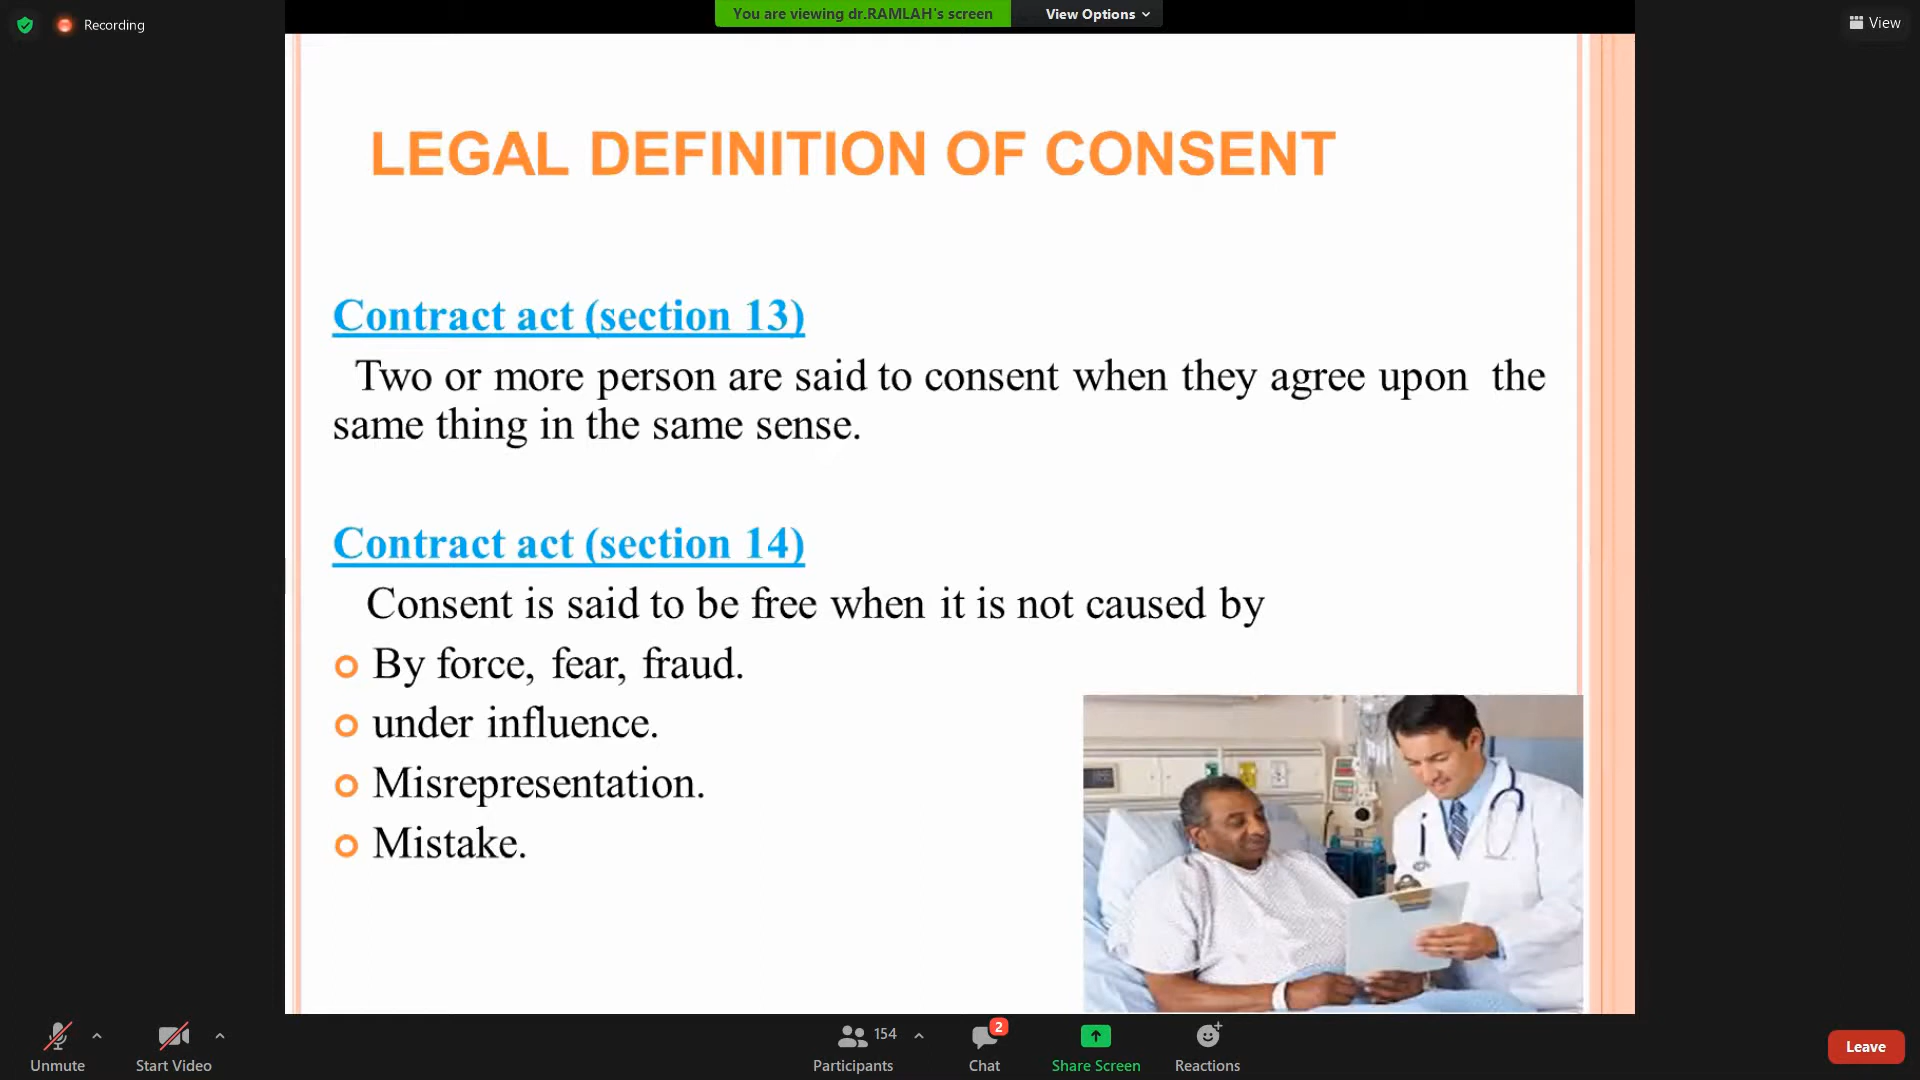 Recording
You are viewing dr.RAMLAH's screen
View Options
View
LEGAL DEFINITION OF CONSENT
Contract act (section 13)
Two or more person are said to consent when they agree upon the
same thing in the same sense.
Contract act (section 14)
Consent is said to be free when it is not caused by
By force, fear, fraud.
under influence.
Misrepresentation.
Mistake.
Unmute
Start Video
154
Participants
2
Chat
Share Screen
Reactions
Leave